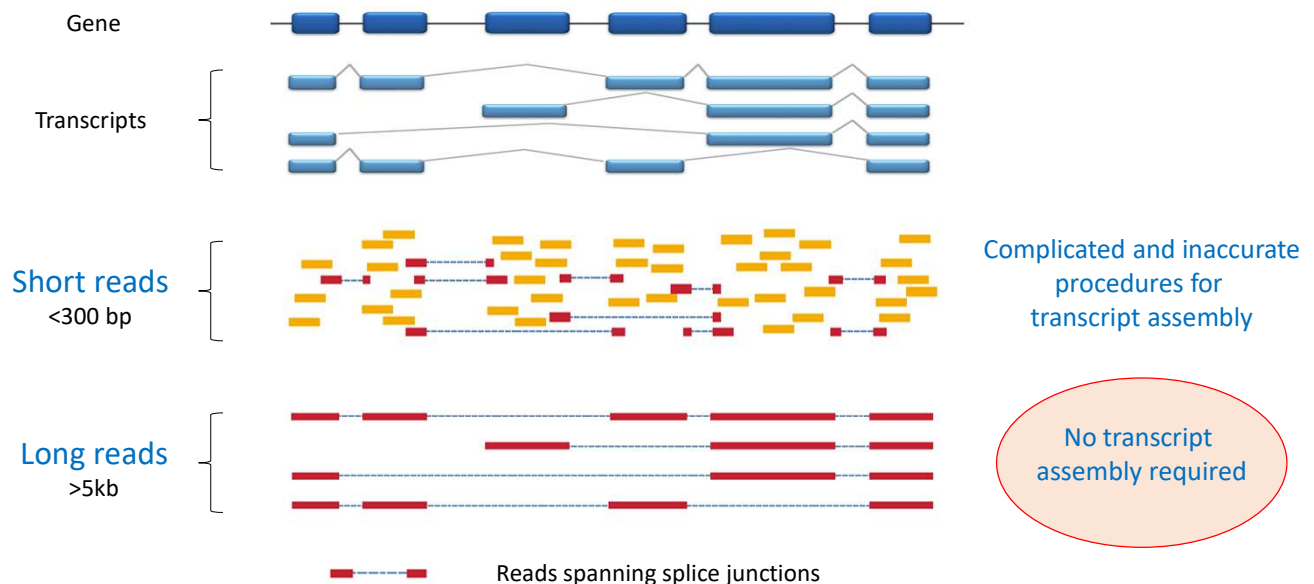 Gene
Transcripts
Short reads
<300 bp
Complicated and inaccurate
procedures for
transcript assembly
Long reads
>5kb
No transcript
assembly required
Reads spanning splice junctions